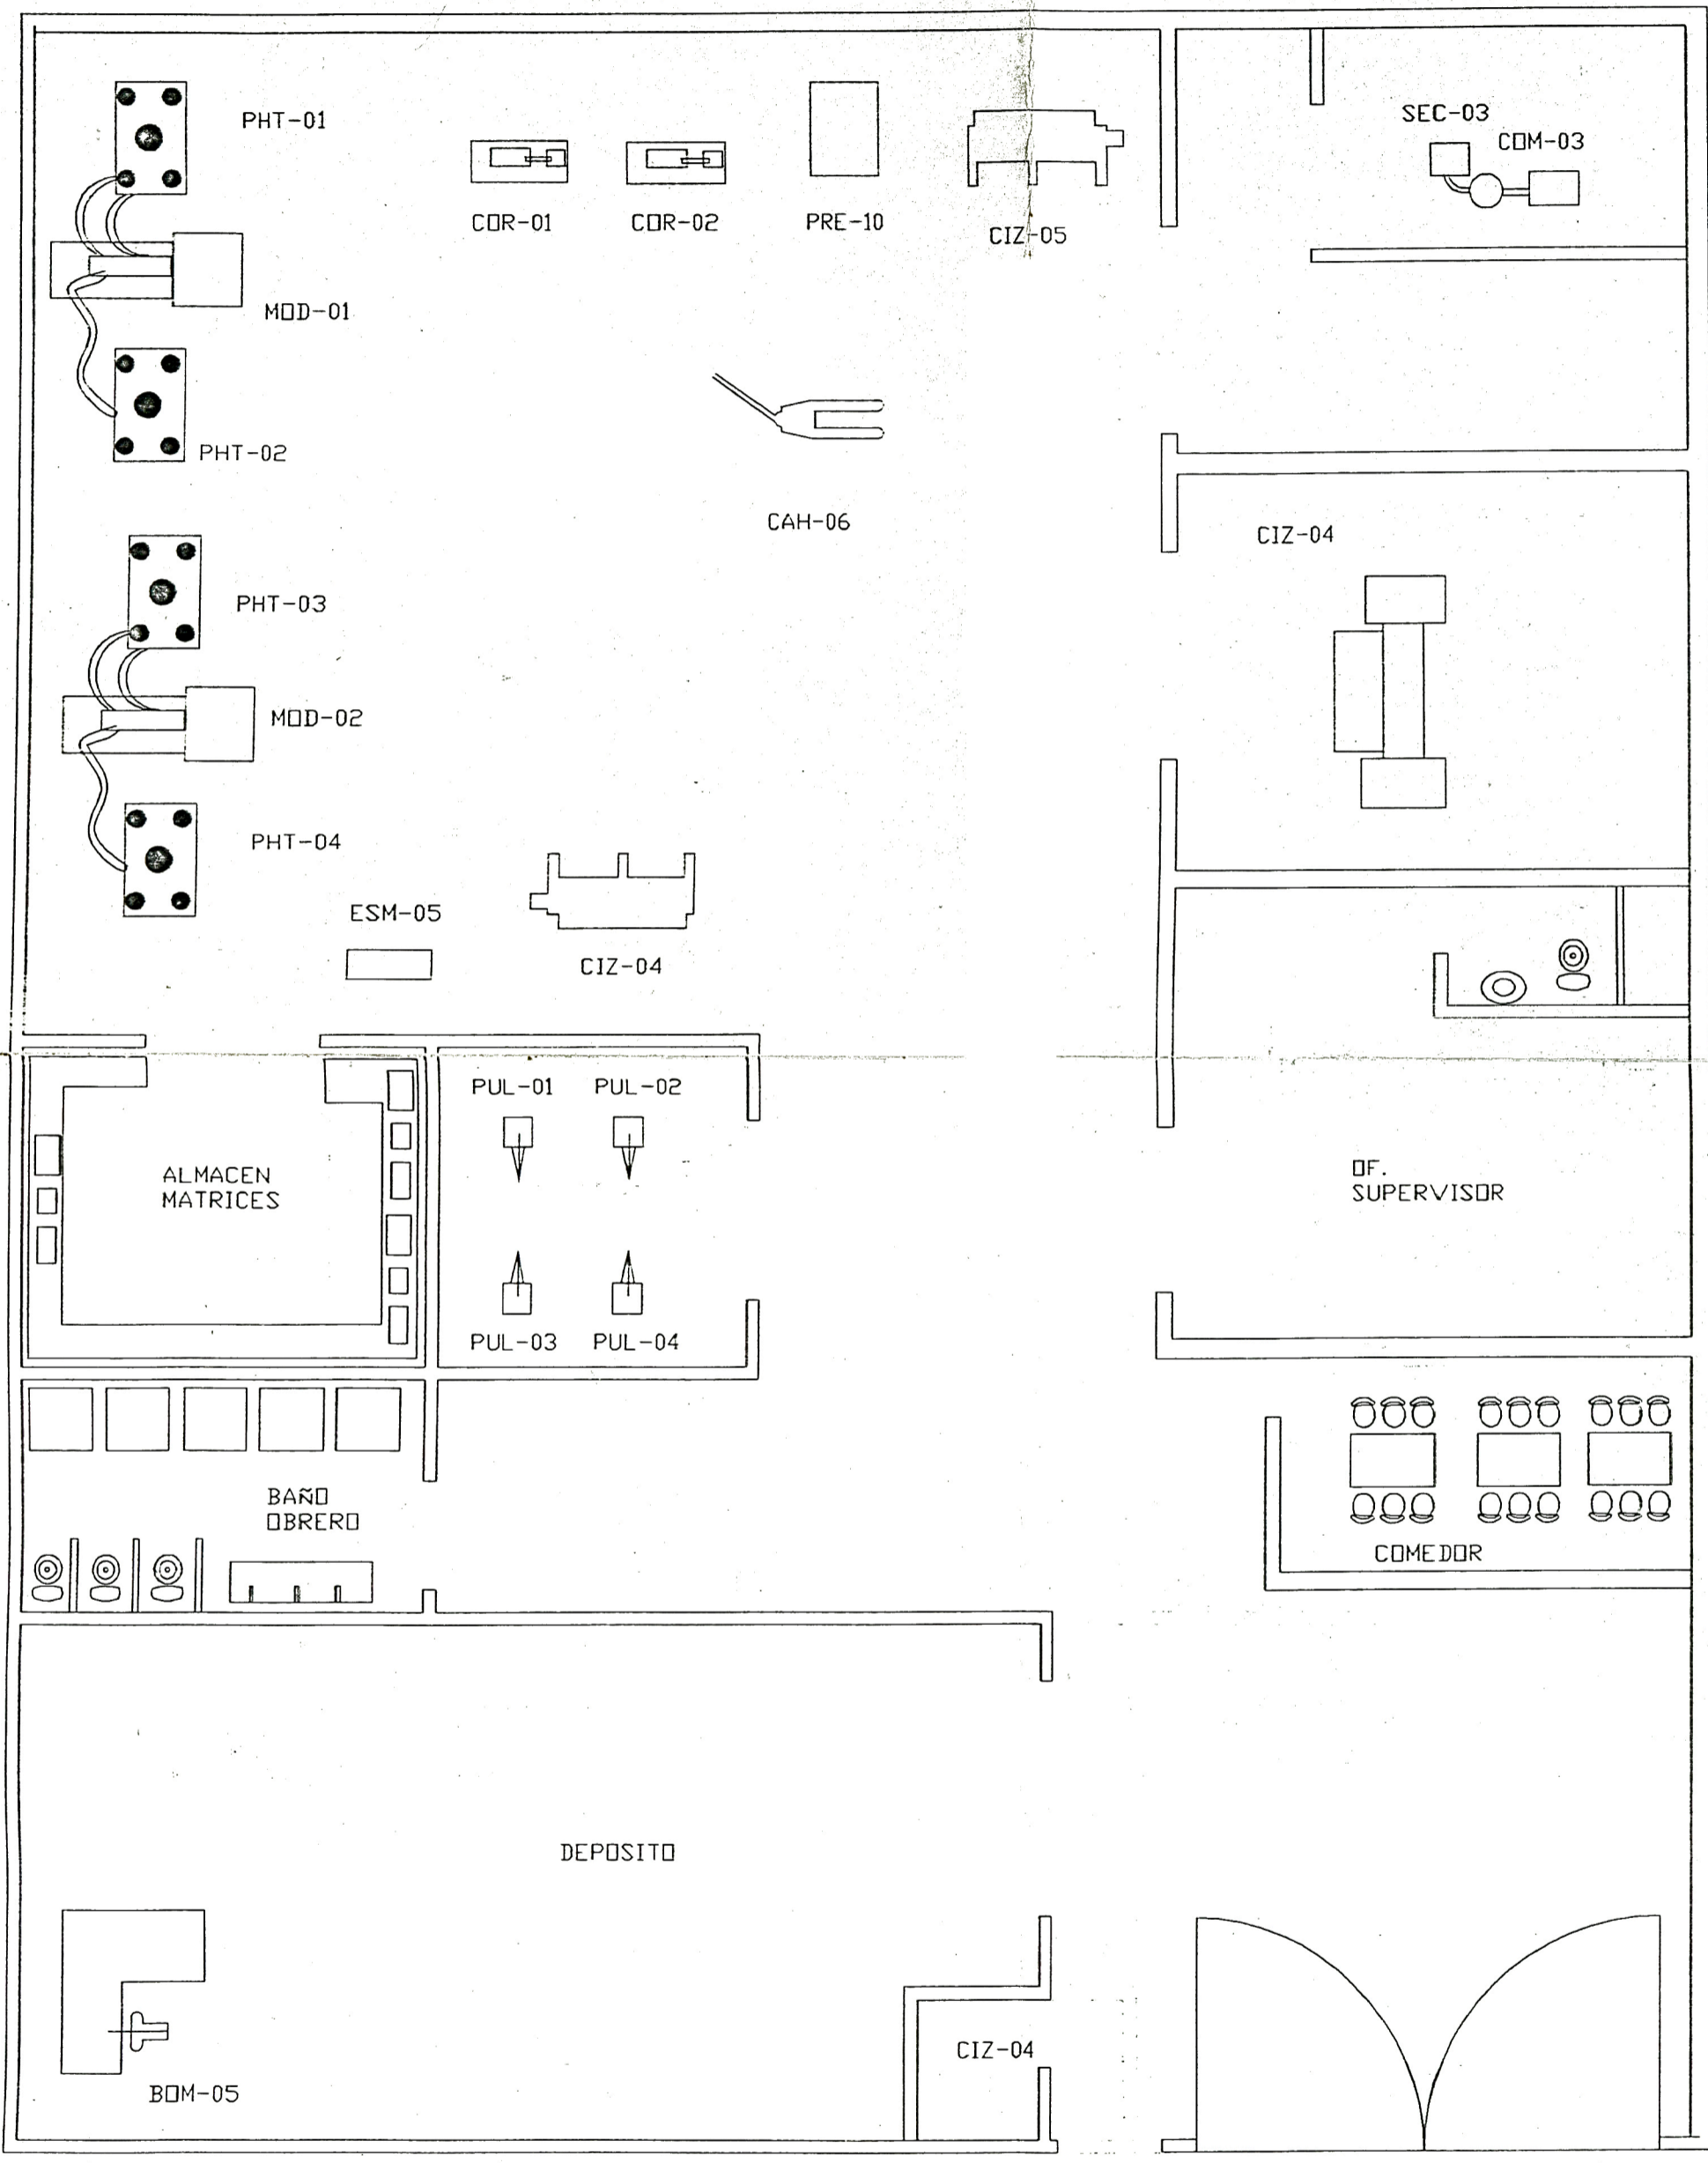 PHT-01
COR-01
COR-02
PRE-10
CIZ-05
SEC-03
COM-03
MOD-01
PHT-02
CAH-06
CIZ-04
PHT-03
MOD-02
PHT-04
ESM-05
CIZ-04
PUL-01
PUL-02
ALMACEN
MATRICES
OF.
SUPERVISOR
PUL-03
PUL-04
BAÑO
OBRERO
COMEDOR
DEPOSITO
CIZ-04
BOM-05